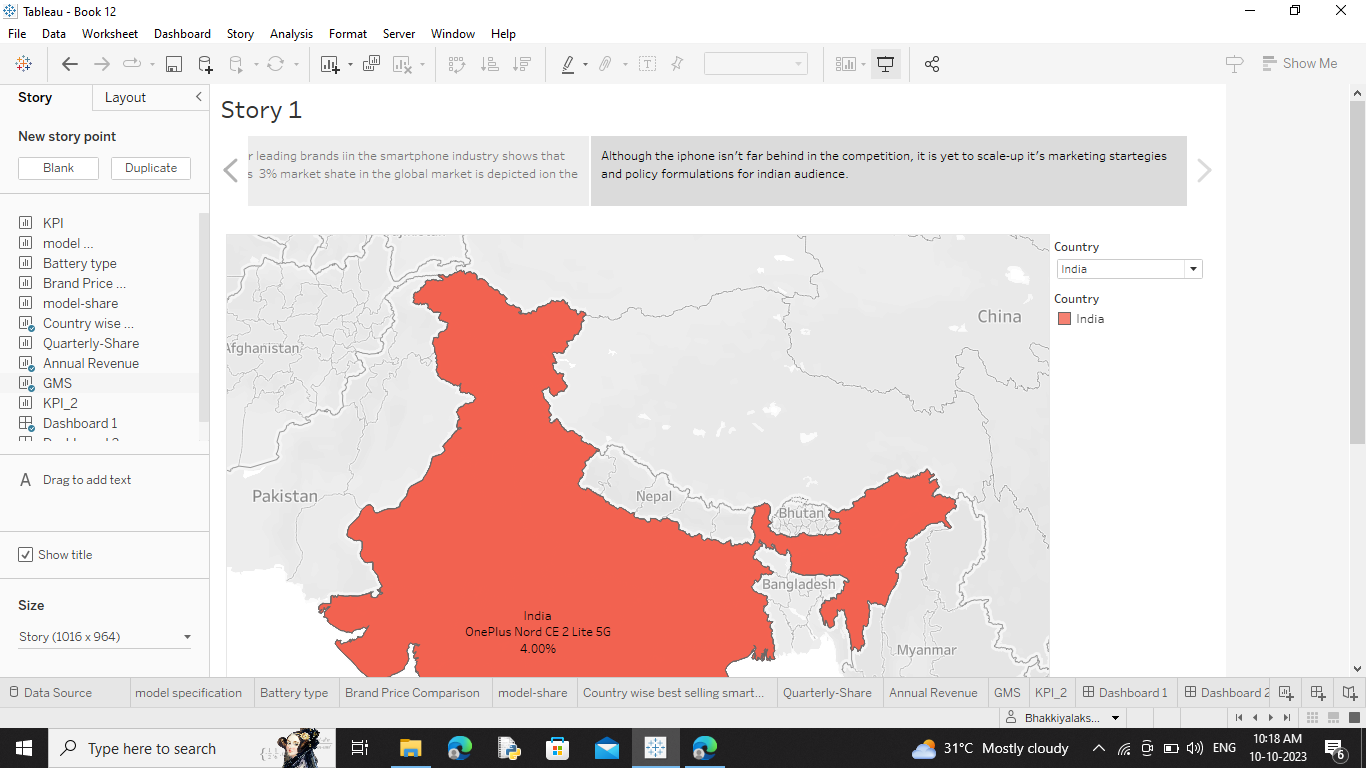 Tableau - Book 12
File Data Worksheet Dashboard Story Analysis Format Server Window Help
Show Me
Story Layout
New story point
Blank Duplicate
KPI
model ...
Battery type
Brand Price ...
model-share
Country wise ...
Quarterly-Share
Annual Revenue
GMS
KPI_2
Dashboard 1
A Drag to add text
Show title
Size
Story (1016 x 964)
Story 1
r leading brands iin the smartphone industry shows that
s 3% market shate in the global market is depicted ion the
Although the iphone isn't far behind in the competition, it is yet to scale-up it's marketing startegies
and policy formulations for indian audience.
Country
India
Country
India
China
Afghanistan
Pakistan
Nepal
Bhutan
Bangladesh
Myanmar
India
OnePlus Nord CE 2 Lite 5G
4.00%
Data Source model specification Battery type Brand Price Comparison model-share Country wise best selling smart... Quarterly-Share Annual Revenue GMS KPI_2 Dashboard 1 Dashboard 2
Bhakkiyalaks...
Type here to search
31°C Mostly cloudy
ENG
10:18 AM
10-10-2023
6